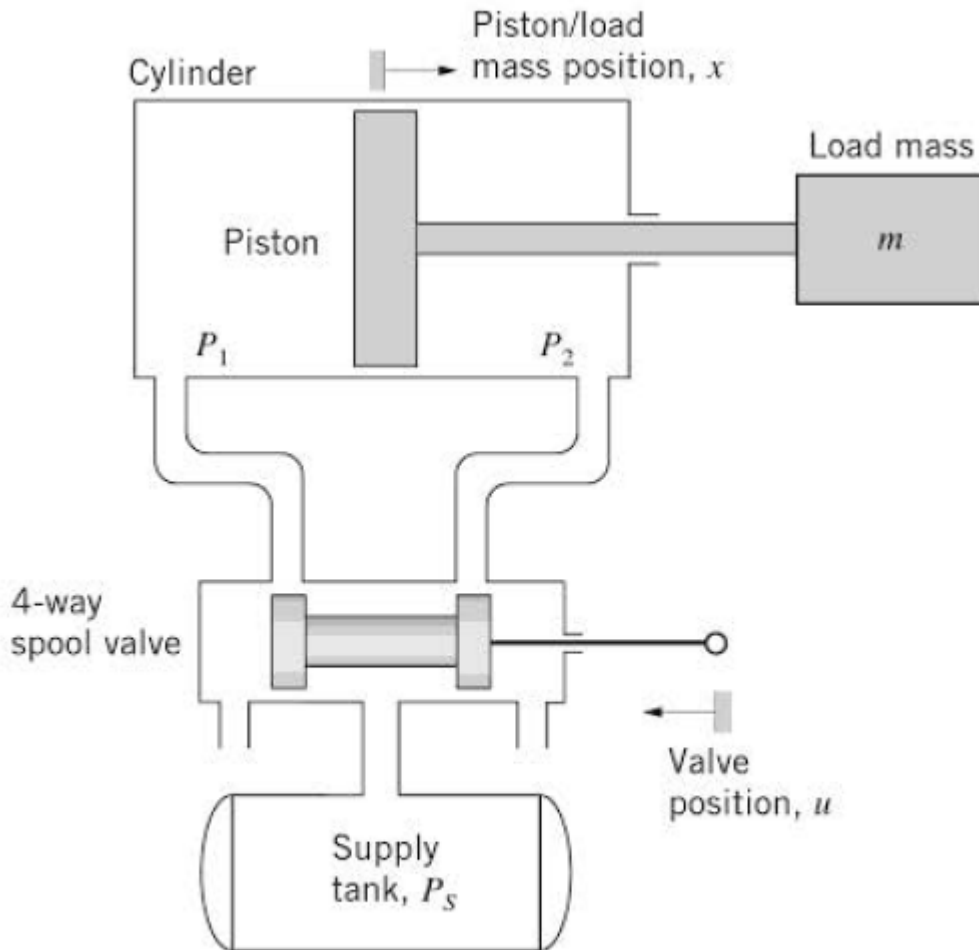 Piston/load
mass position, x
Cylinder
Load mass
Piston
m
P₁
P₂
4-way
spool valve
Valve
position, u
Supply
tank, Pₛ